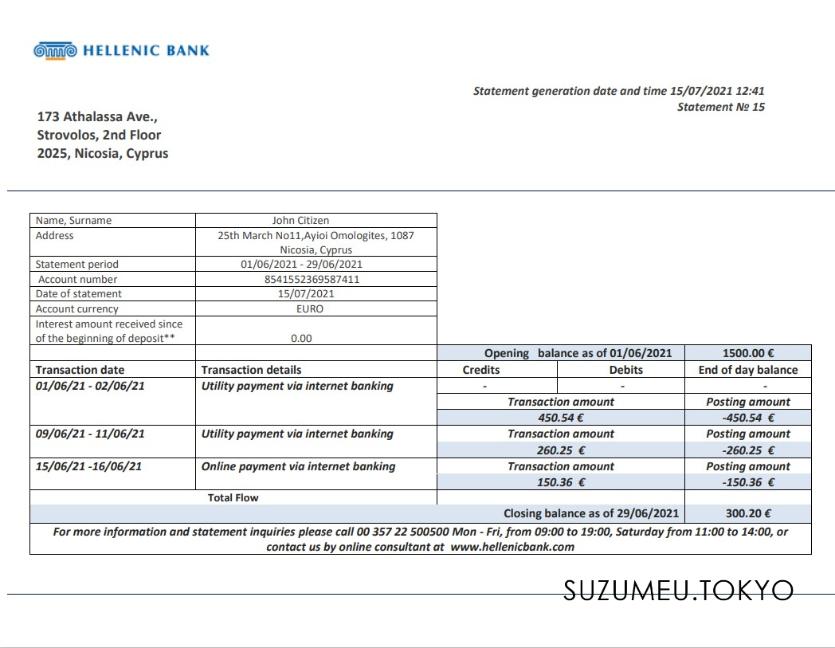 HELLENIC BANK
Statement generation date and time 15/07/2021 12:41
Statement № 15
173 Athalassa Ave.,
Strovolos, 2nd Floor
2025, Nicosia, Cyprus
Name, Surname John Citizen
Address 25th March No11,Ayioi Omologites, 1087
Nicosia, Cyprus
Statement period 01/06/2021 - 29/06/2021
Account number 8541552369587411
Date of statement 15/07/2021
Account currency EURO
Interest amount received since
of the beginning of deposit** 0.00
Opening balance as of 01/06/2021 1500.00 €
Transaction date Transaction details Credits Debits End of day balance
01/06/21 - 02/06/21 Utility payment via internet banking - - -
Transaction amount Posting amount
450.54 € -450.54 €
09/06/21 - 11/06/21 Utility payment via internet banking Transaction amount Posting amount
260.25 € -260.25 €
15/06/21 -16/06/21 Online payment via internet banking Transaction amount Posting amount
150.36 € -150.36 €
Total Flow
Closing balance as of 29/06/2021 300.20 €
For more information and statement inquiries please call 00 357 22 500500 Mon - Fri, from 09:00 to 19:00, Saturday from 11:00 to 14:00, or
contact us by online consultant at www.hellenicbank.com
SUZUMEU.TOKYO